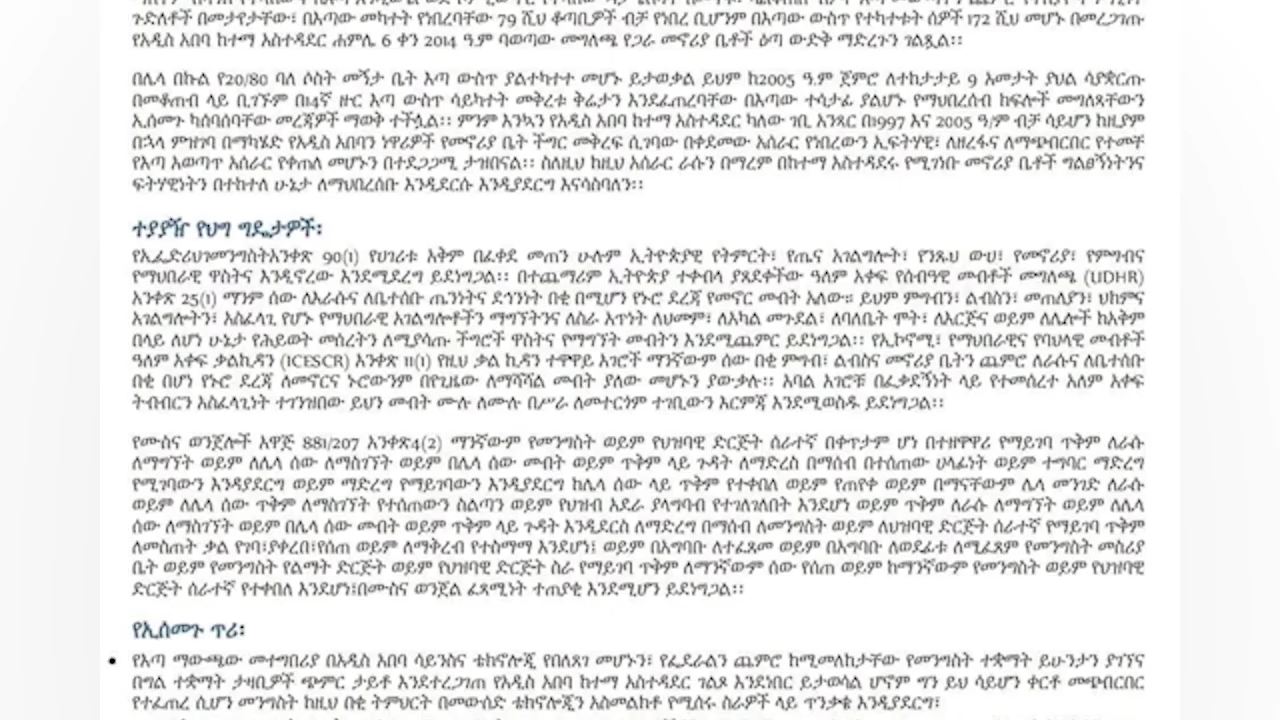 ጉድለቶች በመታየታቸው፣ በእጣው መካተት የነበረባቸው 79 ሺህ ቆጣቢዎች ብቻ የነበረ ቢሆንም በእጣው ውስጥ የተካተቱት ሰዎች 172 ሺህ መሆኑ በመረጋገጡ
የአዲስ አበባ ከተማ አስተዳደር ሐምሌ 6 ቀን 2014 ዓ.ም ባወጣው መግለጫ የጋራ መኖሪያ ቤቶች ዕጣ ውድቅ ማድረጉን ገልጿል፡፡
በሌላ በኩል የ20/80 ባለ ሶስት መኝታ ቤት እጣ ውስጥ ያልተካተተ መሆኑ ይታወቃል ይህም ከ2005 ዓ.ም ጀምሮ ለተከታታይ 9 አመታት ያህል ሳያቋርጡ
በመቆጠብ ላይ ቢገኙም በ14ኛ ዙር እጣ ውስጥ ሳይካተት መቅረቱ ቅሬታን እንደፈጠረባቸው በእጣው ተሳታፊ ያልሆኑ የማህበረሰብ ክፍሎች መግለጻቸውን
ኢሰመጉ ካሰባሰባቸው መረጃዎች ማወቅ ተችሏል፡፡ ምንም እንኳን የአዲስ አበባ ከተማ አስተዳደር ካለው ገቢ አንጻር በ1997 እና 2005 ዓ/ም ብቻ ሳይሆን ከዚያም
በኋላ ምዝገባ በማካሄድ የአዲስ አበባን ነዋሪዎች የመኖሪያ ቤት ችግር መቅረፍ ሲገባው በቀደመው አሰራር የነበረውን ኢፍትሃዊ፣ ለዘረፋና ለማጭበርበር የተመቸ
የእጣ አወጣጥ አሰራር የቀጠለ መሆኑን በተደጋጋሚ ታዝበናል፡፡ ስለዚህ ከዚህ አሰራር ራሱን በማረም በከተማ አስተዳደሩ የሚገነቡ መኖሪያ ቤቶች ግልፀኝነትንና
ፍትሃዊነትን በተከተለ ሁኔታ ለማህበረሰቡ እንዲደርሱ እንዲያደርግ እናሳስባለን፡፡
ተያያዥ የህግ ግዴታዎች፡
የኢፌድሪህገመንግስትአንቀጽ 90(1) የሀገሪቱ አቅም በፈቀደ መጠን ሁሉም ኢትዮጵያዊ የትምርት፣ የጤና አገልግሎት፣ የንጹህ ውሀ፣ የመኖሪያ፣ የምግብና
የማህበራዊ ዋስትና እንዲኖረው እንደሚደረግ ይደነግጋል፡፡ በተጨማሪም ኢትዮጵያ ተቀብላ ያጸደቀችው ዓለም አቀፍ የሰብዓዊ መብቶች መግለጫ (UDHR)
አንቀጽ 25(1) ማንም ሰው ለእራሱና ለቤተሰቡ ጤንነትና ደኅንነት በቂ በሚሆን የኑሮ ደረጃ የመኖር መብት አለው። ይህም ምግብን፣ ልብስን፣ መጠለያን፣ ህክምና
አገልግሎትን፣ አስፈላጊ የሆኑ የማህበራዊ አገልግሎቶችን ማግኘትንና ለስራ አጥነት ለህመም፣ ለአካል መጉደል፣ ለባለቤት ሞት፣ ለእርጅና ወይም ለሌሎች ከአቅም
በላይ ለሆነ ሁኔታ የሕይወት መሰረትን ለሚያሳጡ ችግሮች ዋስትና የማግኘት መብትን እንደሚጨምር ይደነግጋል፡፡ የኢኮኖሚ፣ የማህበራዊና የባህላዊ መብቶች
ዓለም አቀፍ ቃልኪዳን (ICESCR) አንቀጽ 11(1) የዚህ ቃል ኪዳን ተዋዋይ አገሮች ማንኛውም ሰው በቂ ምግብ፣ ልብስና መኖሪያ ቤትን ጨምሮ ለራሱና ለቤተሰቡ
በቂ በሆነ የኑሮ ደረጃ ለመኖርና ኑሮውንም በየጊዜው ለማሻሻል መብት ያለው መሆኑን ያውቃሉ፡፡ አባል አገሮቹ በፈቃደኝነት ላይ የተመሰረተ አለም አቀፍ
ትብብርን አስፈላጊነት ተገንዝበው ይህን መብት ሙሉ ለሙሉ በሥራ ለመተርጎም ተገቢውን እርምጃ እንደሚወስዱ ይደነግጋል፡፡
የሙስና ወንጀሎች አዋጅ 881/207 አንቀጽ4(2) ማንኛውም የመንግስት ወይም የህዝባዊ ድርጅት ሰራተኛ በቀጥታም ሆነ በተዘዋዋሪ የማይገባ ጥቅም ለራሱ
ለማግኘት ወይም ለሌላ ሰው ለማስገኘት ወይም በሌላ ሰው መብት ወይም ጥቅም ላይ ጉዳት ለማድረስ በማሰብ በተሰጠው ሀላፊነት ወይም ተግባር ማድረግ
የሚገባውን እንዳያደርግ ወይም ማድረግ የማይገባውን እንዲያደርግ ከሌላ ሰው ላይ ጥቅም የተቀበለ ወይም የጠየቀ ወይም በማናቸውም ሌላ መንገድ ለራሱ
ወይም ለሌላ ሰው ጥቅም ለማስገኘት የተሰጠውን ስልጣን ወይም የህዝብ አደራ ያላግባብ የተገለገለበት እንደሆነ ወይም ጥቅም ለራሱ ለማግኘት ወይም ለሌላ
ሰው ለማስገኘት ወይም በሌላ ሰው መብት ወይም ጥቅም ላይ ጉዳት እንዲደርስ ለማድረግ በማሰብ ለመንግስት ወይም ለህዝባዊ ድርጅት ሰራተኛ የማይገባ ጥቅም
ለመስጠት ቃል የገባ፣ያቀረበ፣የሰጠ ወይም ለማቅረብ የተስማማ እንደሆነ፤ ወይም በአግባቡ ለተፈጸመ ወይም በአግባቡ ለወደፊቱ ለሚፈጸም የመንግስት መስሪያ
ቤት ወይም የመንግስት የልማት ድርጅት ወይም የህዝባዊ ድርጅት ስራ የማይገባ ጥቅም ለማንኛውም ሰው የሰጠ ወይም ከማንኛውም የመንግስት ወይም የህዝባዊ
ድርጅት ሰራተኛ የተቀበለ እንደሆነ፤በሙስና ወንጀል ፈጻሚነት ተጠያቂ እንደሚሆን ይደነግጋል፡፡
የኢሰመጉ ጥሪ፡
• የእጣ ማውጫው መተግበሪያ በአዲስ አበባ ሳይንስና ቴክኖሎጂ የበለጸገ መሆኑን፣ የፌደራልን ጨምሮ ከሚመለከታቸው የመንግስት ተቋማት ይሁንታን ያገኘና
በግል ተቋማት ታዛቢዎች ጭምር ታይቶ እንደተረጋገጠ የአዲስ አበባ ከተማ አስተዳደር ገልጾ እንደነበር ይታወሳል ሆኖም ግን ይህ ሳይሆን ቀርቶ መጭበርበር
የተፈጠረ ሲሆን መንግስት ከዚህ በቂ ትምህርት በመውሰድ ቴክኖሎጂን አስመልክቶ የሚሰሩ ስራዎች ላይ ጥንቃቄ እንዲያደርግ፣